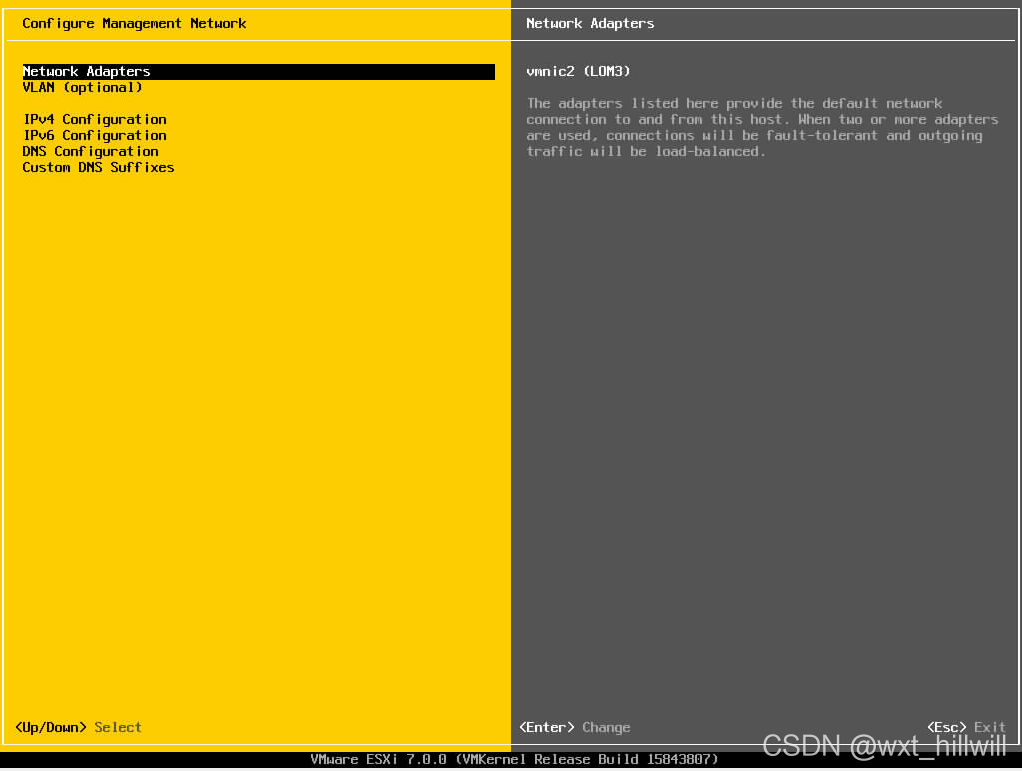 Configure Management Network
Network Adapters
VLAN (optional)
IPv4 Configuration
IPv6 Configuration
DNS Configuration
Custom DNS Suffixes
<Up/Down> Select
Network Adapters
vmnic2 (LOM3)
The adapters listed here provide the default network
connection to and from this host. When two or more adapters
are used, connections will be fault-tolerant and outgoing
traffic will be load-balanced.
<Enter> Change
<Esc> Exit
VMware ESXi 7.0.0 (VMKernel Release Build 15843807)
CSDN @wxt_hillwill